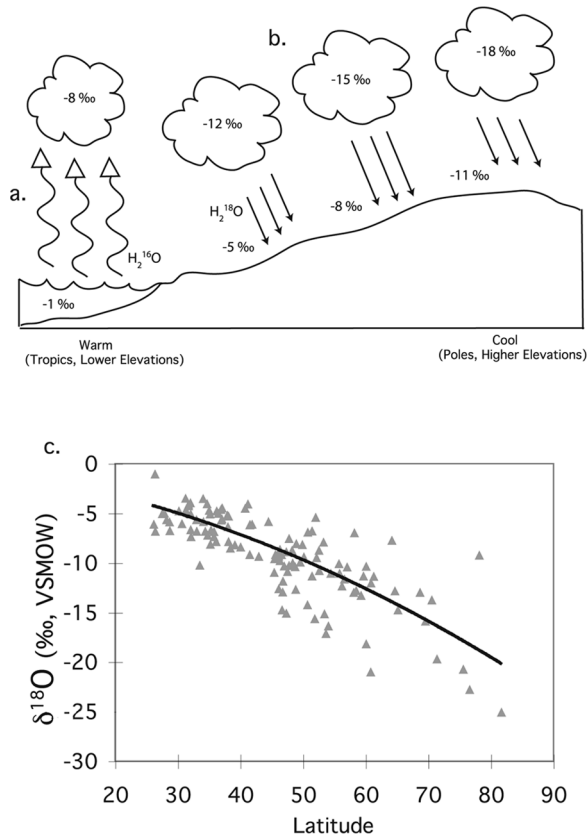 b.
-18 ‰
-15 ‰
-8 ‰
-12 ‰
a.
-11 ‰
-8 ‰
H₂¹⁸O
-5 ‰
H₂¹⁶O
-1 ‰
Warm
(Tropics, Lower Elevations)
Cool
(Poles, Higher Elevations)
c.
0
-5
-10
-15
-20
-25
-30
δ¹⁸O (‰, VSMOW)
20 30 40 50 60 70 80 90
Latitude